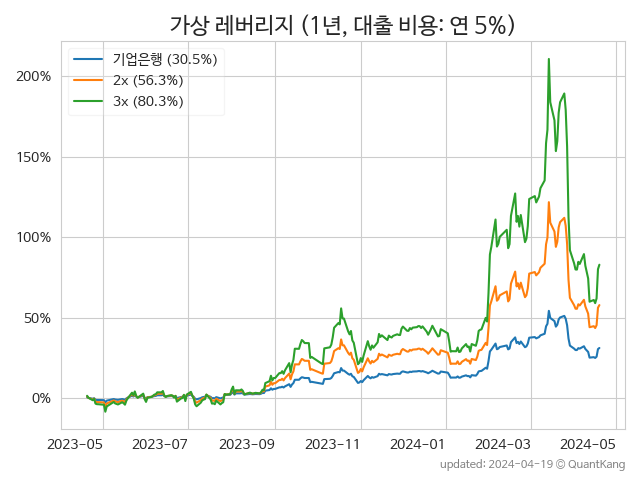 가상 레버리지 (1년, 대출 비용: 연 5%)
기업은행 (30.5%)
2x (56.3%)
3x (80.3%)
200%
150%
100%
50%
0%
2023-05 2023-07 2023-09 2023-11 2024-01 2024-03 2024-05
updated: 2024-04-19 © QuantKang